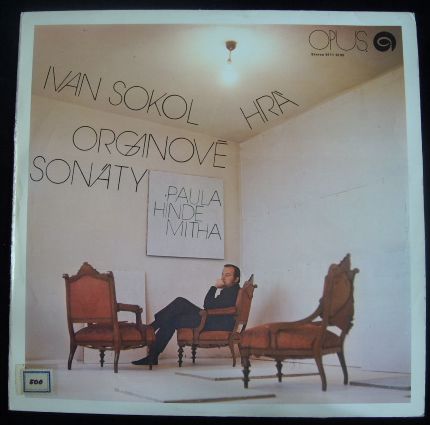 OPUS
IVAN SOKOL HRÁ
ORGANOVÉ
SONÁTY
PAULA
HINDE
MITHA
500